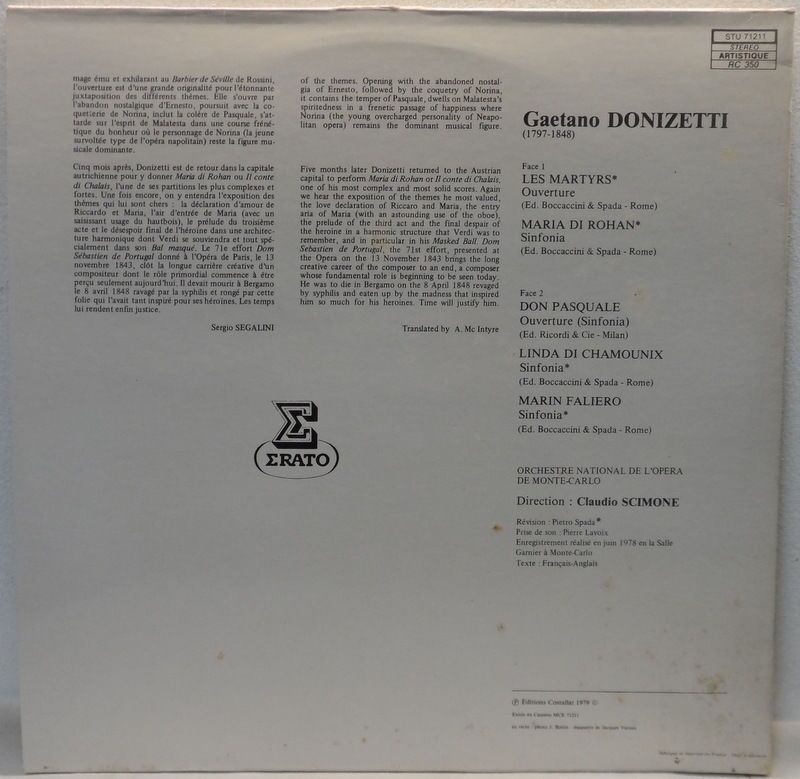 STU 71211
STEREO
ARTISTIQUE
RC 350
mage ému et exhilarant au Barbier de Séville de Rossini,
l'ouverture est d'une grande originalité pour l'étonnante
juxtaposition des différents thèmes. Elle s'ouvre par
l'abandon nostalgique d'Ernesto, poursuit avec la co-
quetterie de Norina, inclut la colère de Pasquale, s'at-
tarde sur l'esprit de Malatesta dans une course fréné-
tique du bonheur où le personnage de Norina (la jeune
survoltée type de l'opéra napolitain) reste la figure mu-
sicale dominante.
Cinq mois après, Donizetti est de retour dans la capitale
autrichienne pour y donner Maria di Rohan ou Il conte
di Chalais, l'une de ses partitions les plus complexes et
fortes. Une fois encore, on y entendra l'exposition des
thèmes qui lui sont chers : la déclaration d'amour de
Riccardo et Maria, l'air d'entrée de Maria (avec un
saisissant usage du hautbois), le prélude du troisième
acte et le désespoir final de l'héroïne dans une architec-
ture harmonique dont Verdi se souviendra et tout spé-
cialement dans son Bal masqué. Le 71e effort Dom
Sébastien de Portugal donné à l'Opéra de Paris, le 13
novembre 1843, clôt la longue carrière créative d'un
compositeur dont le rôle primordial commence à être
perçu seulement aujourd'hui. Il devait mourir à Bergamo
le 8 avril 1848 ravagé par la syphilis et rongé par cette
folie qui l'avait tant inspiré pour ses héroïnes. Les temps
lui rendent enfin justice.
Sergio SEGALINI
of the themes. Opening with the abandoned nostal-
gia of Ernesto, followed by the coquetry of Norina,
it contains the temper of Pasquale, dwells on Malatesta's
spiritedness in a frenetic passage of happiness where
Norina (the young overcharged personality of Neapo-
litan opera) remains the dominant musical figure.
Five months later Donizetti returned to the Austrian
capital to perform Maria di Rohan or Il conte di Chalais,
one of his most complex and most solid scores. Again
we hear the exposition of the themes he most valued,
the love declaration of Riccaro and Maria, the entry
aria of Maria (with an astounding use of the oboe),
the prelude of the third act and the final despair of
the heroine in a harmonic structure that Verdi was to
remember, and in particular in his Masked Ball. Dom
Sébastien de Portugal, the 71st effort, presented at
the Opera on the 13 November 1843 brings the long
creative career of the composer to an end, a composer
whose fundamental role is beginning to be seen today.
He was to die in Bergamo on the 8 April 1848 revaged
by syphilis and eaten up by the madness that inspired
him so much for his heroines. Time will justify him.
Translated by A. Mc Intyre
ΣRATO
Gaetano DONIZETTI
(1797-1848)
Face 1
LES MARTYRS*
Ouverture
(Ed. Boccaccini & Spada - Rome)
MARIA DI ROHAN*
Sinfonia
(Ed. Boccaccini & Spada - Rome)
Face 2
DON PASQUALE
Ouverture (Sinfonia)
(Ed. Ricordi & Cie - Milan)
LINDA DI CHAMOUNIX
Sinfonia*
(Ed. Boccaccini & Spada - Rome)
MARIN FALIERO
Sinfonia*
(Ed. Boccaccini & Spada - Rome)
ORCHESTRE NATIONAL DE L'OPÉRA
DE MONTE-CARLO
Direction : Claudio SCIMONE
Révision : Pietro Spada*
Prise de son : Pierre Lavoix
Enregistrement réalisé en juin 1978 en la Salle
Garnier à Monte-Carlo
Texte : Français-Anglais
℗ Editions Costallat 1979 ©
Existe en Cassette MCE 71211